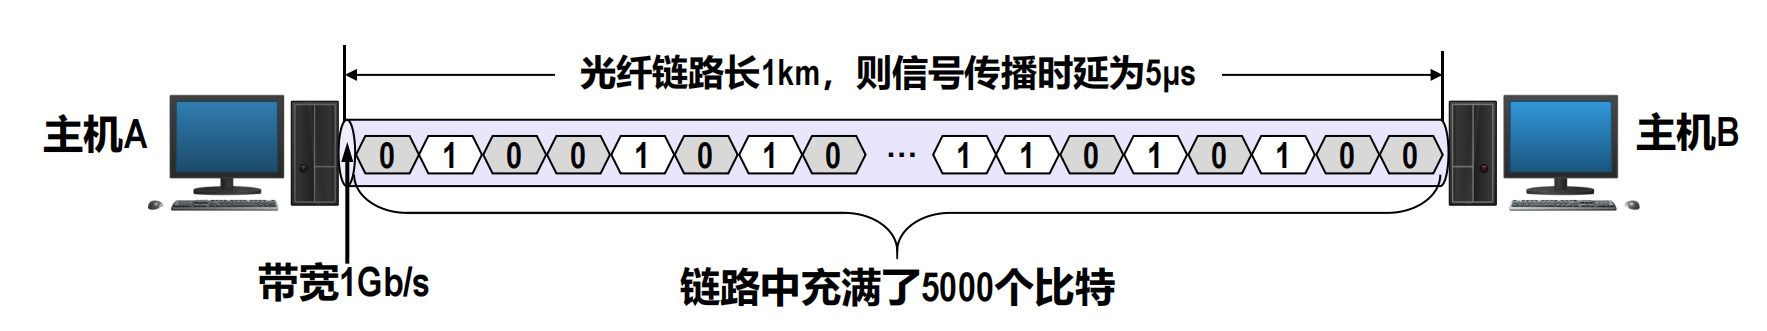 光纤链路长1km，则信号传播时延为5μs
主机A
0 1 0 0 1 0 1 0 ··· 1 1 0 1 0 1 0 0
主机B
带宽1Gb/s
链路中充满了5000个比特